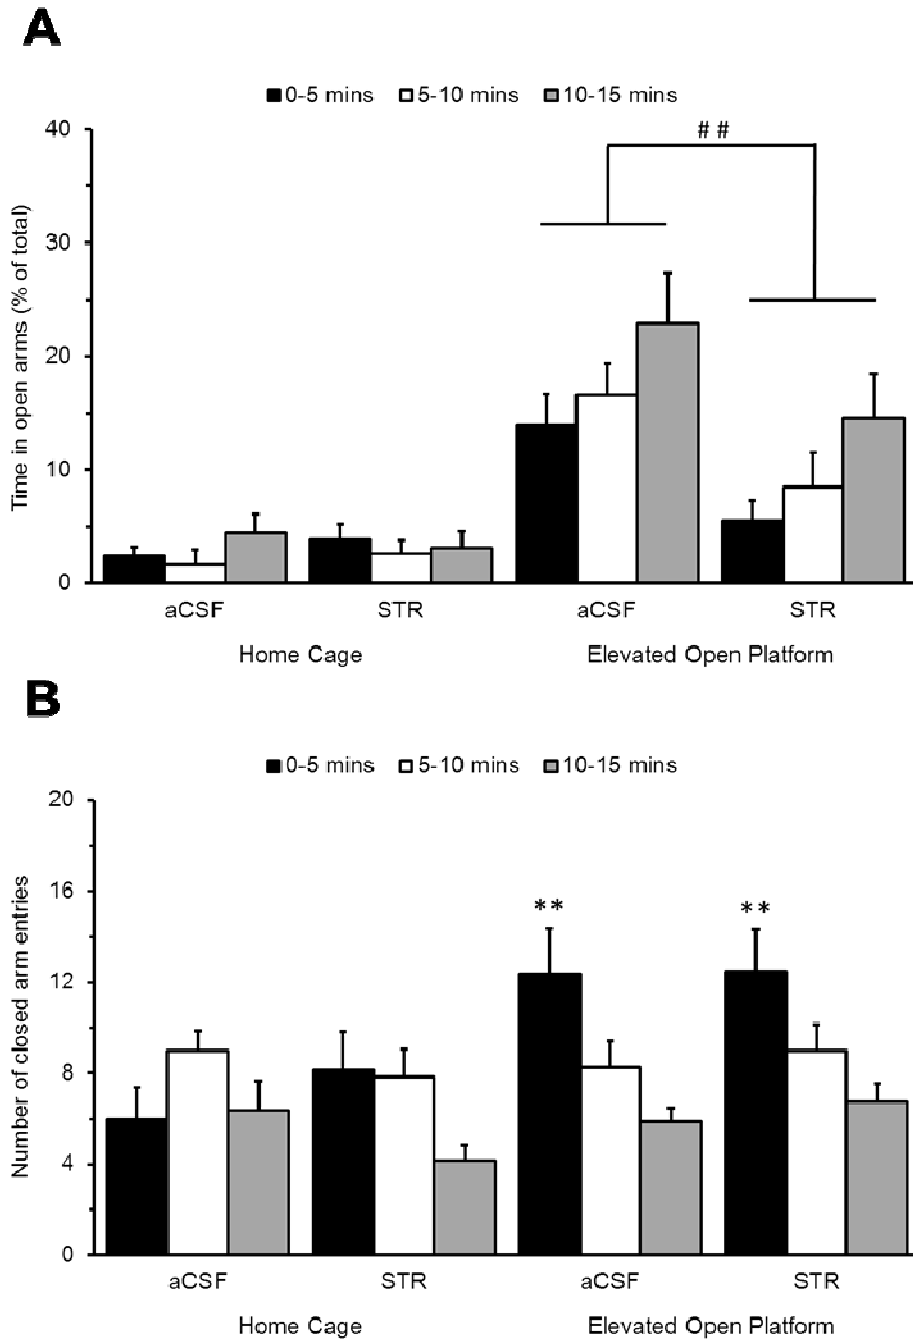 A
0-5 mins 5-10 mins 10-15 mins
##
40
30
20
10
0
Time in open arms (% of total)
aCSF STR aCSF STR
Home Cage Elevated Open Platform
B
0-5 mins 5-10 mins 10-15 mins
20
16
12
8
4
0
Number of closed arm entries
** **
aCSF STR aCSF STR
Home Cage Elevated Open Platform